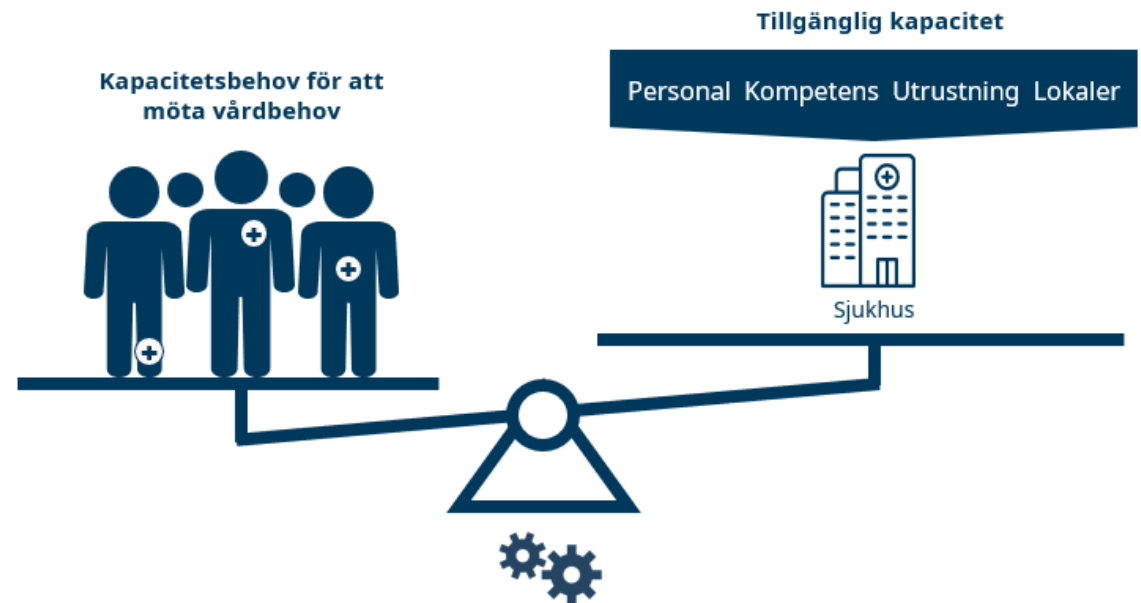 Kapacitetsbehov för att
möta vårdbehov
Tillgänglig kapacitet
Personal Kompetens Utrustning Lokaler
Sjukhus